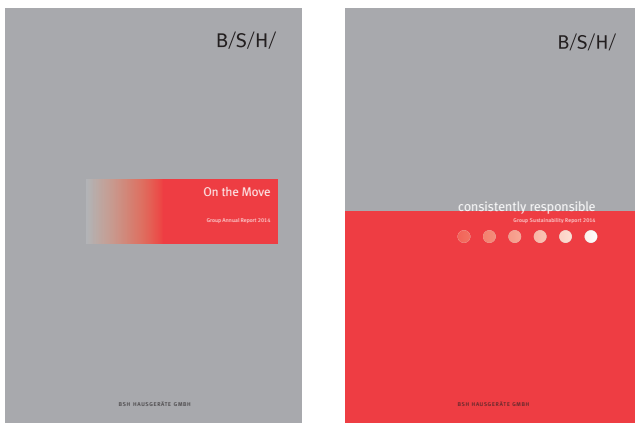 B/S/H/
On the Move
Group Annual Report 2014
BSH HAUSGERÄTE GMBH
B/S/H/
consistently responsible
Group Sustainability Report 2014
BSH HAUSGERÄTE GMBH